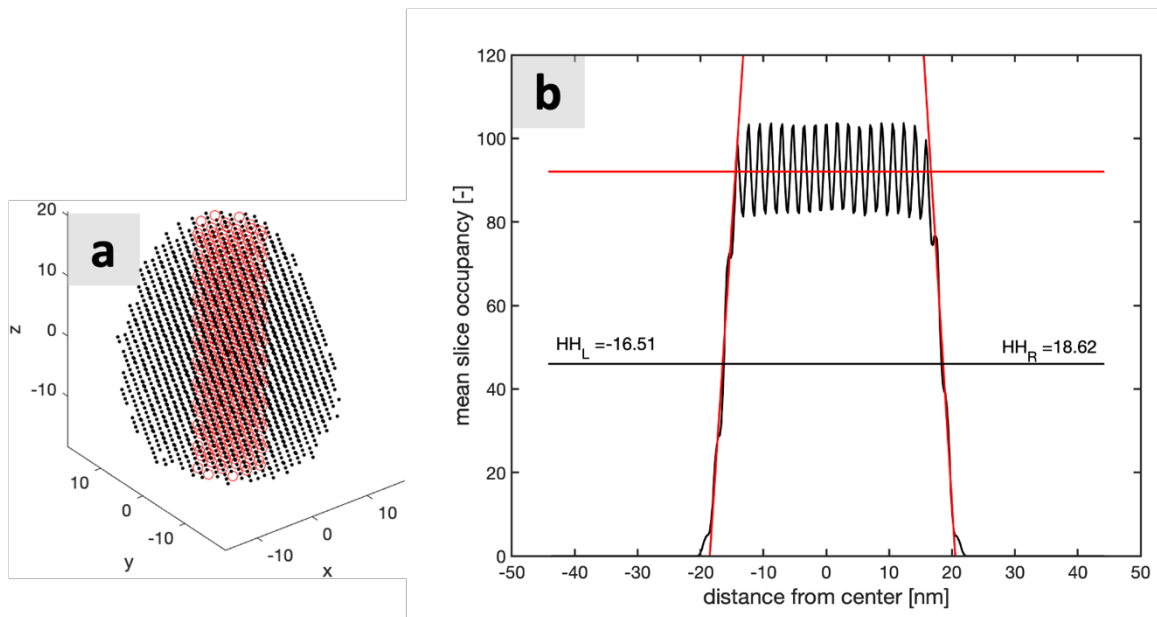 a
20
10
0
-10
z
10
0
-10
y
-10
0
10
x
b
120
100
80
60
40
20
0
mean slice occupancy [-]
HH_L =-16.51
HH_R =18.62
-50 -40 -30 -20 -10 0 10 20 30 40 50
distance from center [nm]